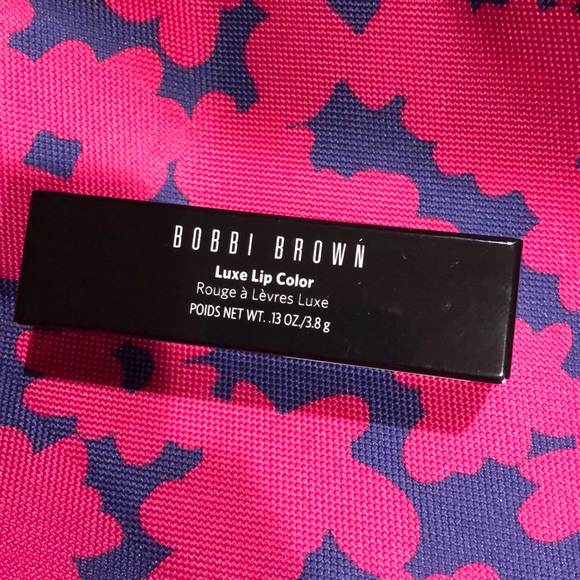 BOBBI BROWN
Luxe Lip Color
Rouge à Lèvres Luxe
POIDS NET WT. .13 OZ./3.8 g